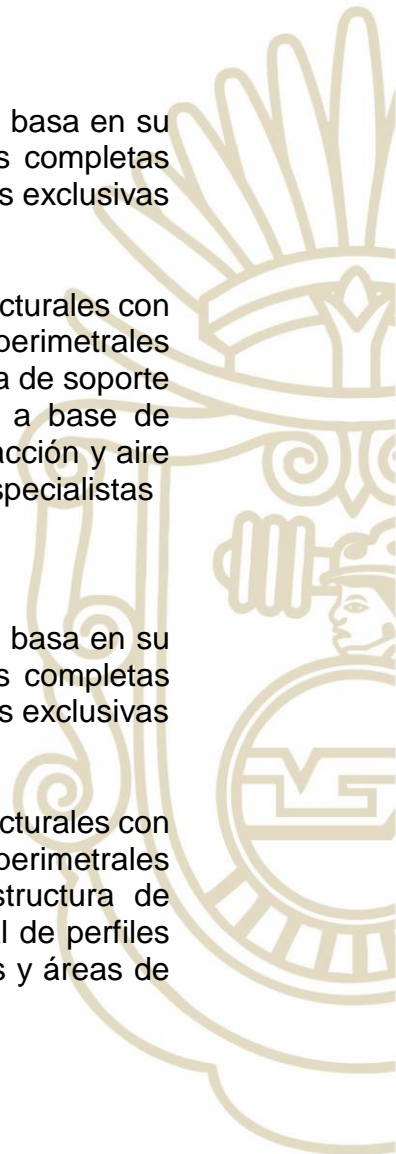 basa en su
s completas
s exclusivas
cturales con
perimetrales
a de soporte
a base de
acción y aire
specialistas
basa en su
s completas
s exclusivas
cturales con
perimetrales
structura de
l de perfiles
s y áreas de